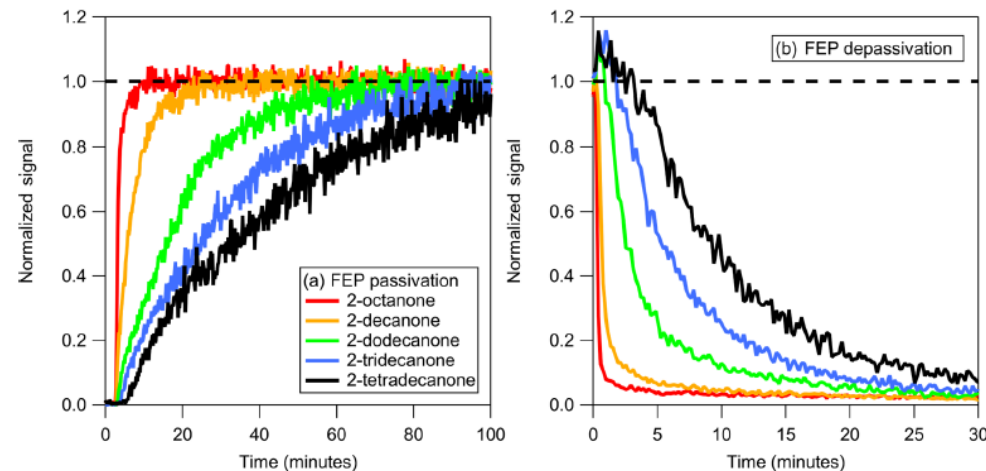 1.2
1.0
0.8
0.6
0.4
0.2
0.0
Normalized signal
0
20
40
60
80
100
Time (minutes)
(a) FEP passivation
2-octanone
2-decanone
2-dodecanone
2-tridecanone
2-tetradecanone
1.2
1.0
0.8
0.6
0.4
0.2
0.0
Normalized signal
0
5
10
15
20
25
30
Time (minutes)
(b) FEP depassivation